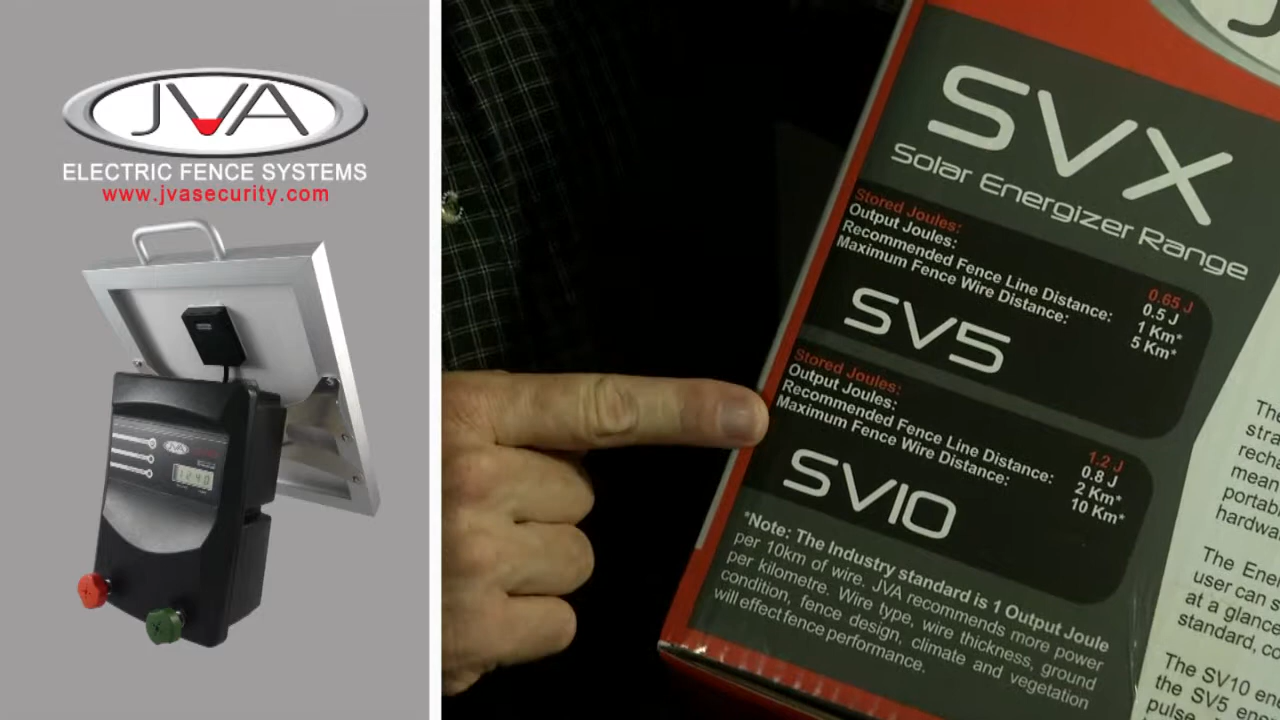 JVA
ELECTRIC FENCE SYSTEMS
www.jvasecurity.com
JVA
SVX
Solar Energizer Range
Stored Joules: 0.65 J
Output Joules: 0.5 J
Recommended Fence Line Distance: 1 Km*
Maximum Fence Wire Distance: 5 Km*
SV5
Stored Joules: 1.2 J
Output Joules: 0.8 J
Recommended Fence Line Distance: 2 Km*
Maximum Fence Wire Distance: 10 Km*
SV10
*Note: The Industry standard is 1 Output Joule
per 10km of wire. JVA recommends more power
per kilometre. Wire type, wire thickness, ground
condition, fence design, climate and vegetation
will effect fence performance.
The
mean
portab
hardwa
The Ene
user can s
at a glance
standard, co
The SV10 en
the SV5 ene
pulse